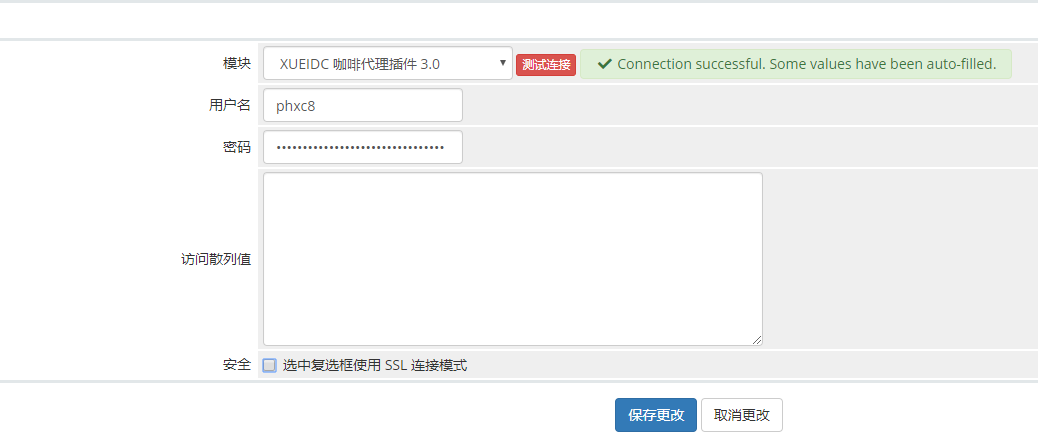 模块 XUEIDC 咖啡代理插件 3.0 测试连接 Connection successful. Some values have been auto-filled.
用户名 phxc8
密码 ••••••••••••••••••••••••••••••••
访问散列值
安全 选中复选框使用 SSL 连接模式
保存更改 取消更改